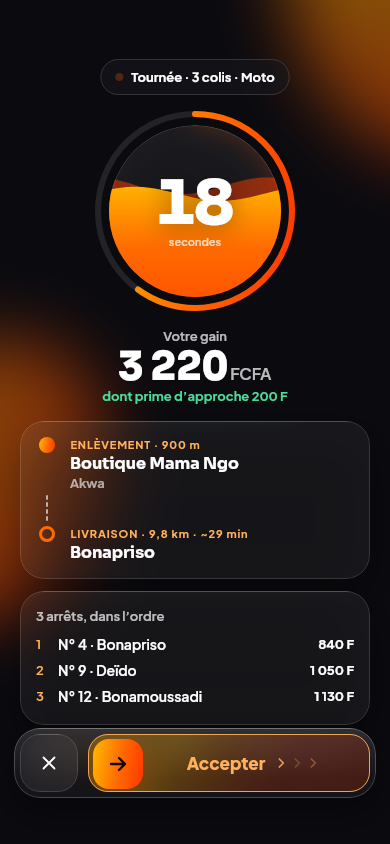 Tournée · 3 colis · Moto
18
secondes
Votre gain
3 220 FCFA
dont prime d’approche 200 F
ENLÈVEMENT · 900 m
Boutique Mama Ngo
Akwa
LIVRAISON · 9,8 km · ~29 min
Bonapriso
3 arrêts, dans l’ordre
1 N° 4 · Bonapriso 840 F
2 N° 9 · Deïdo 1 050 F
3 N° 12 · Bonamoussadi 1 130 F
Accepter